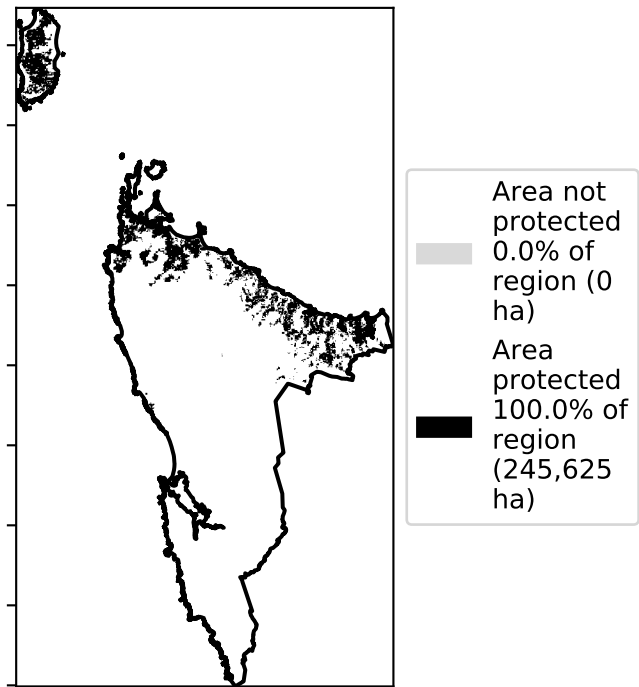 Area not
protected
0.0% of
region (0
ha)
Area
protected
100.0% of
region
(245,625
ha)